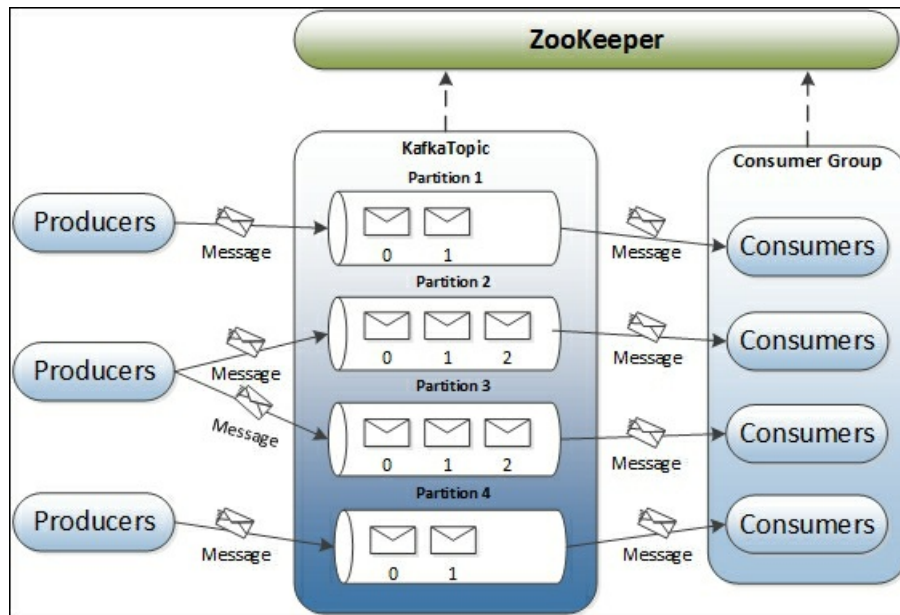 ZooKeeper
KafkaTopic
Consumer Group
Partition 1
Producers
Message
0 1
Message
Consumers
Partition 2
Producers
Message
Message
0 1 2
Message
Consumers
Partition 3
0 1 2
Message
Consumers
Partition 4
Producers
Message
0 1
Message
Consumers